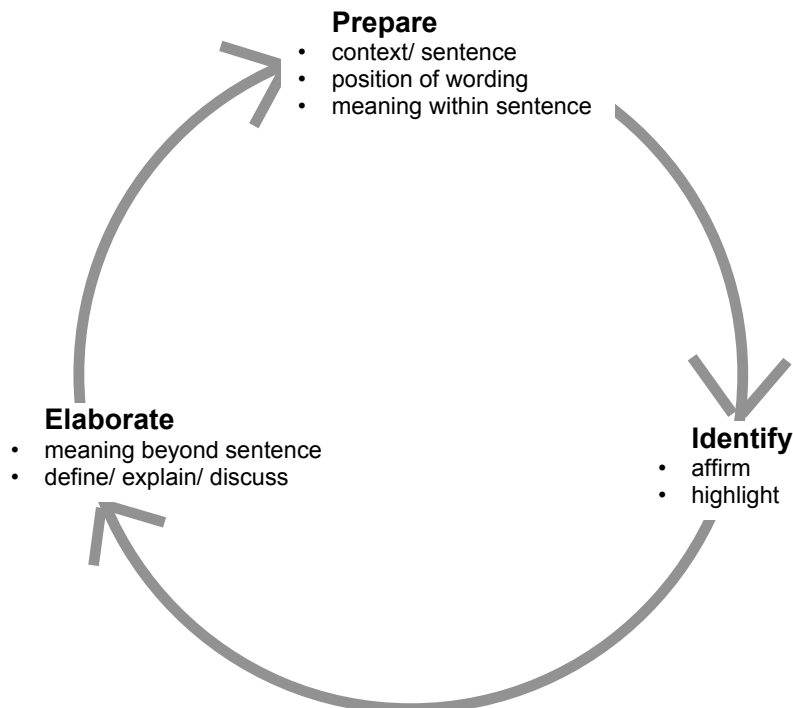 Prepare
• context/ sentence
• position of wording
• meaning within sentence
Elaborate
• meaning beyond sentence
• define/ explain/ discuss
Identify
• affirm
• highlight